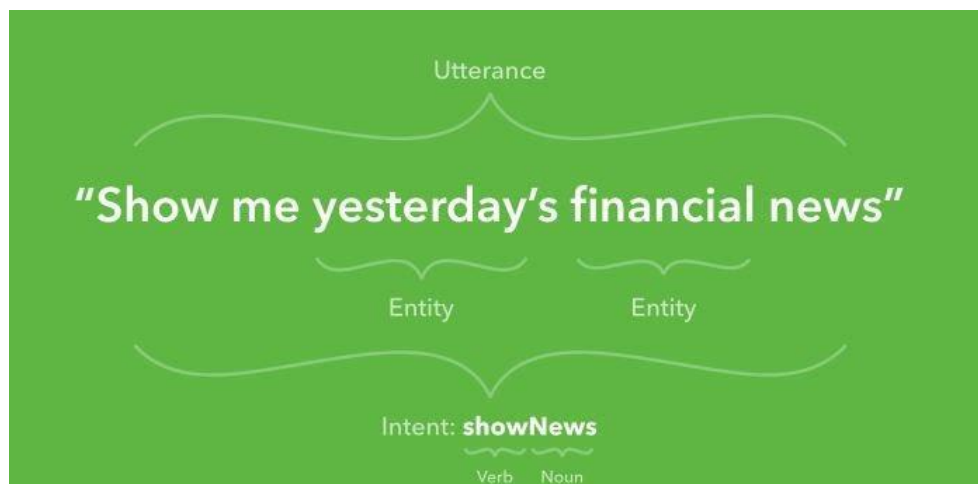 Utterance
“Show me yesterday’s financial news”
Entity Entity
Intent: showNews
Verb Noun